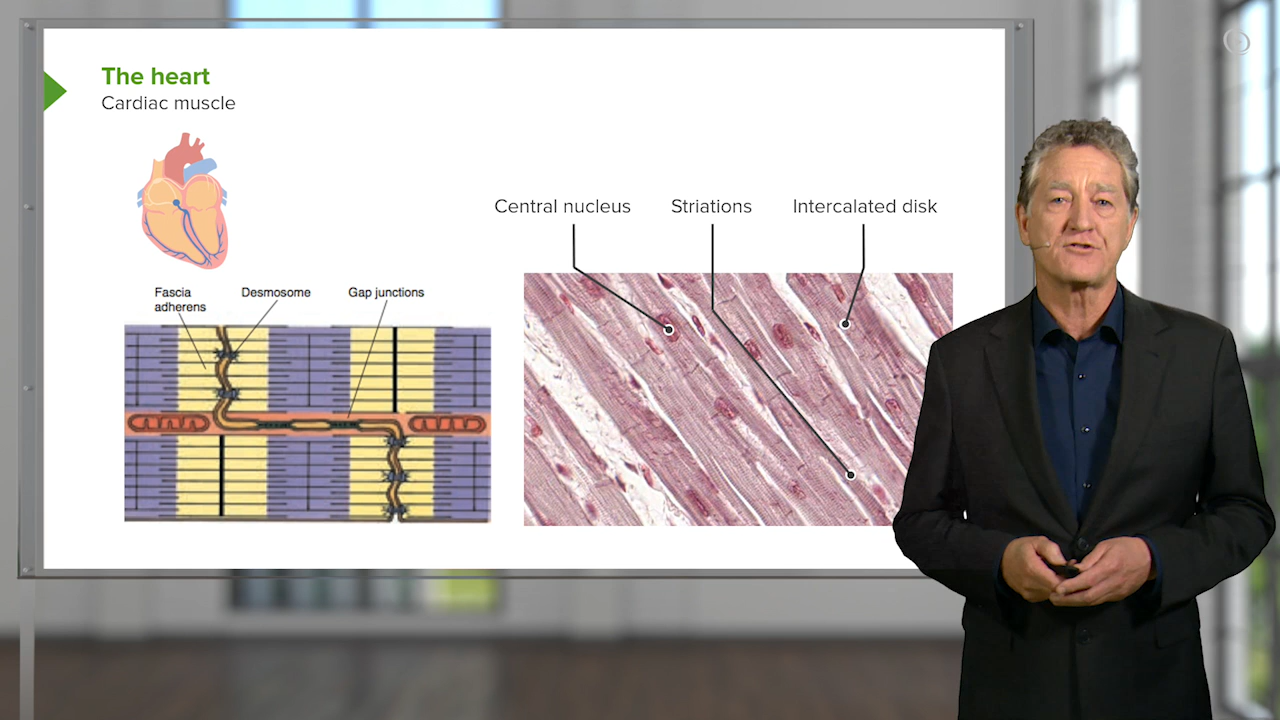 The heart
Cardiac muscle
Central nucleus
Striations
Intercalated disk
Fascia
adherens
Desmosome
Gap junctions